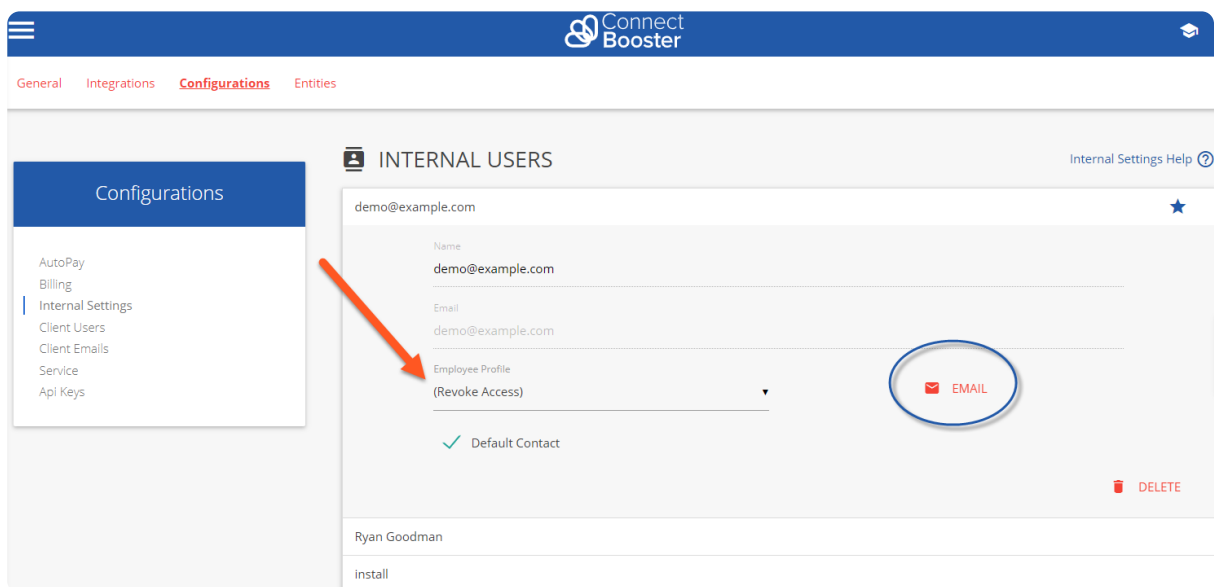 Connect
Booster
General Integrations Configurations Entities
Configurations
AutoPay
Billing
Internal Settings
Client Users
Client Emails
Service
Api Keys
INTERNAL USERS
Internal Settings Help ?
demo@example.com
Name
demo@example.com
Email
demo@example.com
Employee Profile
(Revoke Access)
EMAIL
Default Contact
DELETE
Ryan Goodman
install